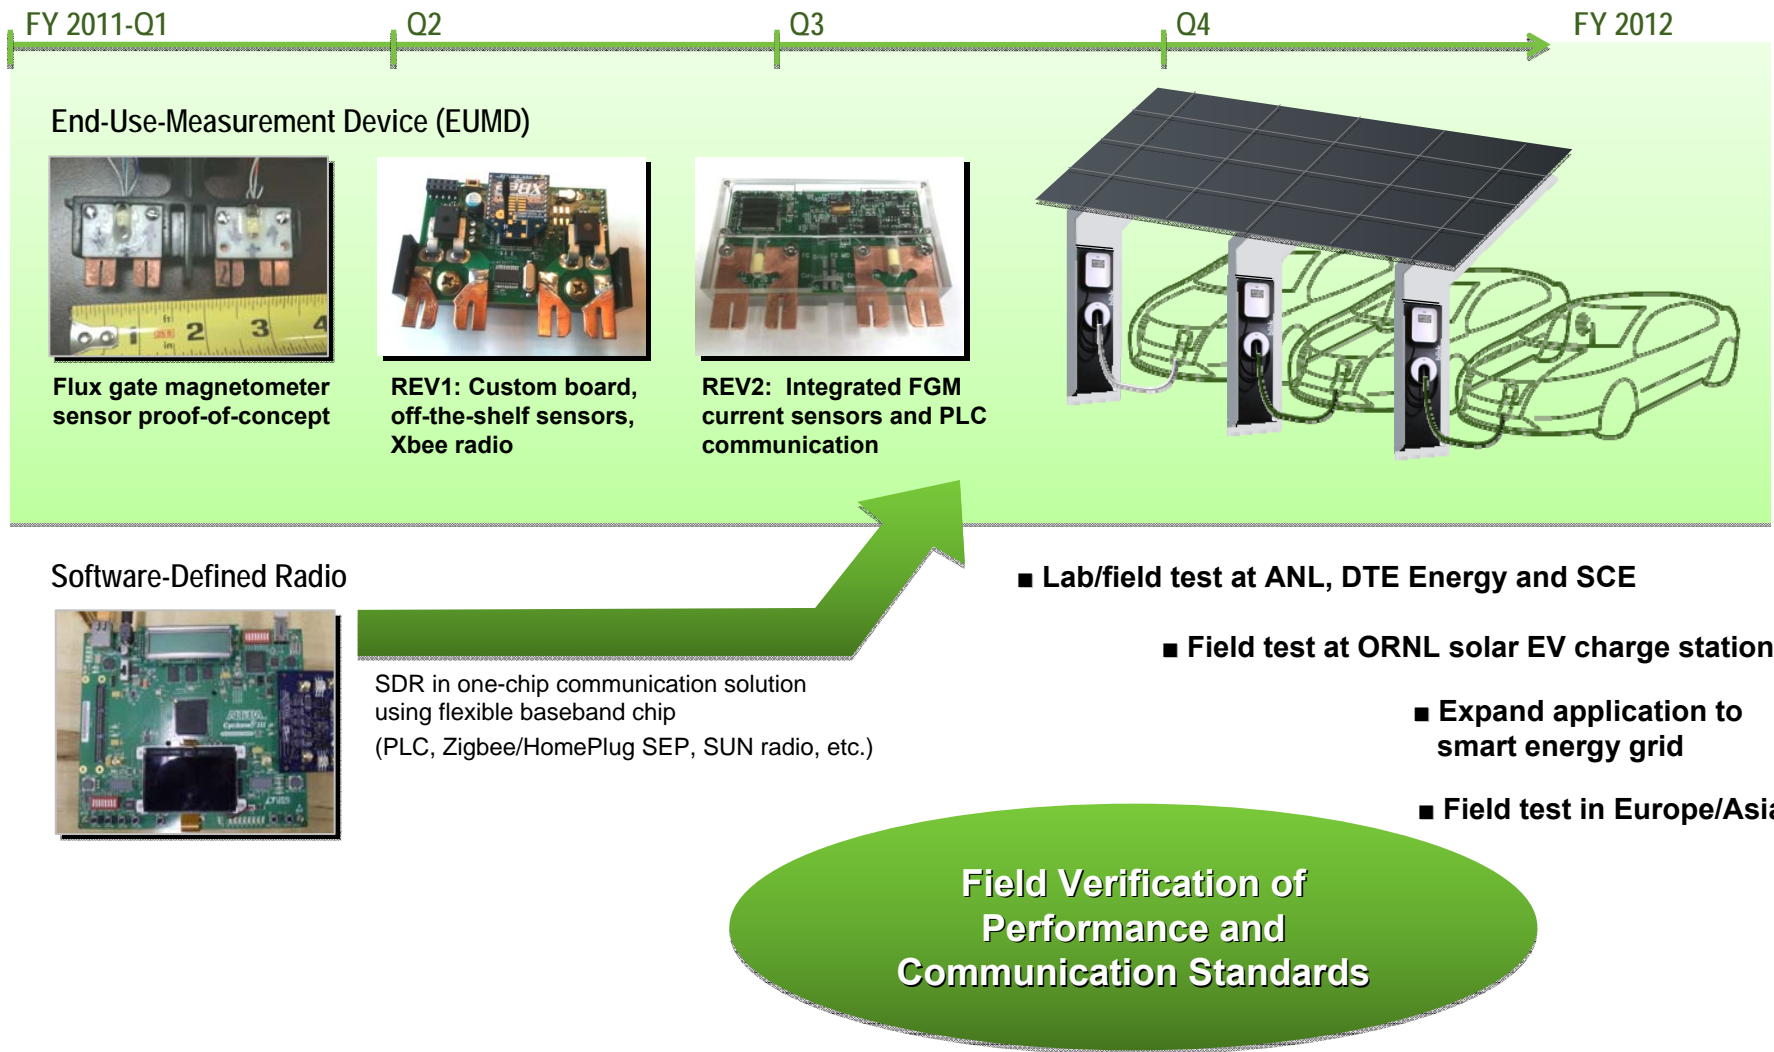 FY 2011-Q1
Q2
Q3
Q4
FY 2012
End-Use-Measurement Device (EUMD)
1
2
3
4
Flux gate magnetometer
sensor proof-of-concept
REV1: Custom board,
off-the-shelf sensors,
Xbee radio
REV2: Integrated FGM
current sensors and PLC
communication
Software-Defined Radio
SDR in one-chip communication solution
using flexible baseband chip
(PLC, Zigbee/HomePlug SEP, SUN radio, etc.)
■ Lab/field test at ANL, DTE Energy and SCE
■ Field test at ORNL solar EV charge station
■ Expand application to
smart energy grid
■ Field test in Europe/Asia
Field Verification of
Performance and
Communication Standards